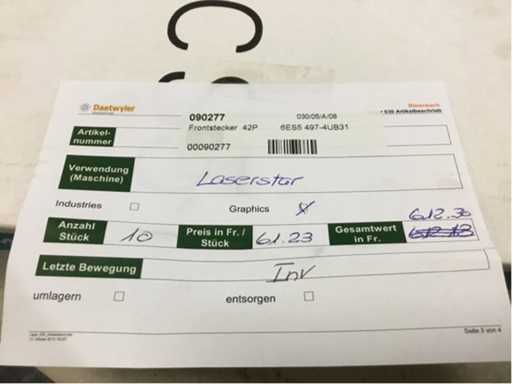 Daetwyler
090277
030/05/A/08
Frontstecker 42P
6ES5 497-4UB31
Artikel-
nummer
00090277
Verwendung
(Maschine)
Laserstar
Industries
Graphics
X
612.30
Anzahl
Stück
10
Preis in Fr. /
Stück
61.23
Gesamtwert
in Fr.
Letzte Bewegung
Inv
umlagern
entsorgen
Seite 3 von 4